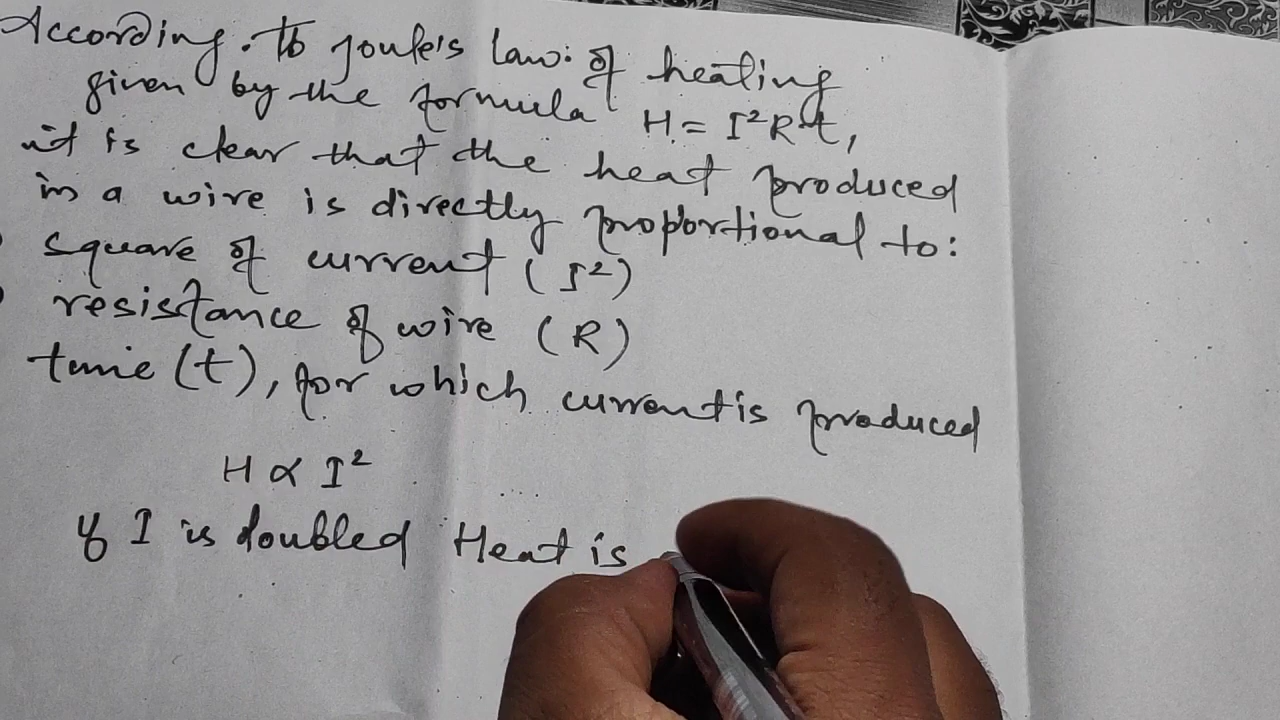 According to Joule's law of heating
given by the formula H = I²Rt,
it is clear that the heat produced
in a wire is directly proportional to:
square of current (I²)
resistance of wire (R)
time (t), for which current is produced
H ∝ I²
If I is doubled Heat is